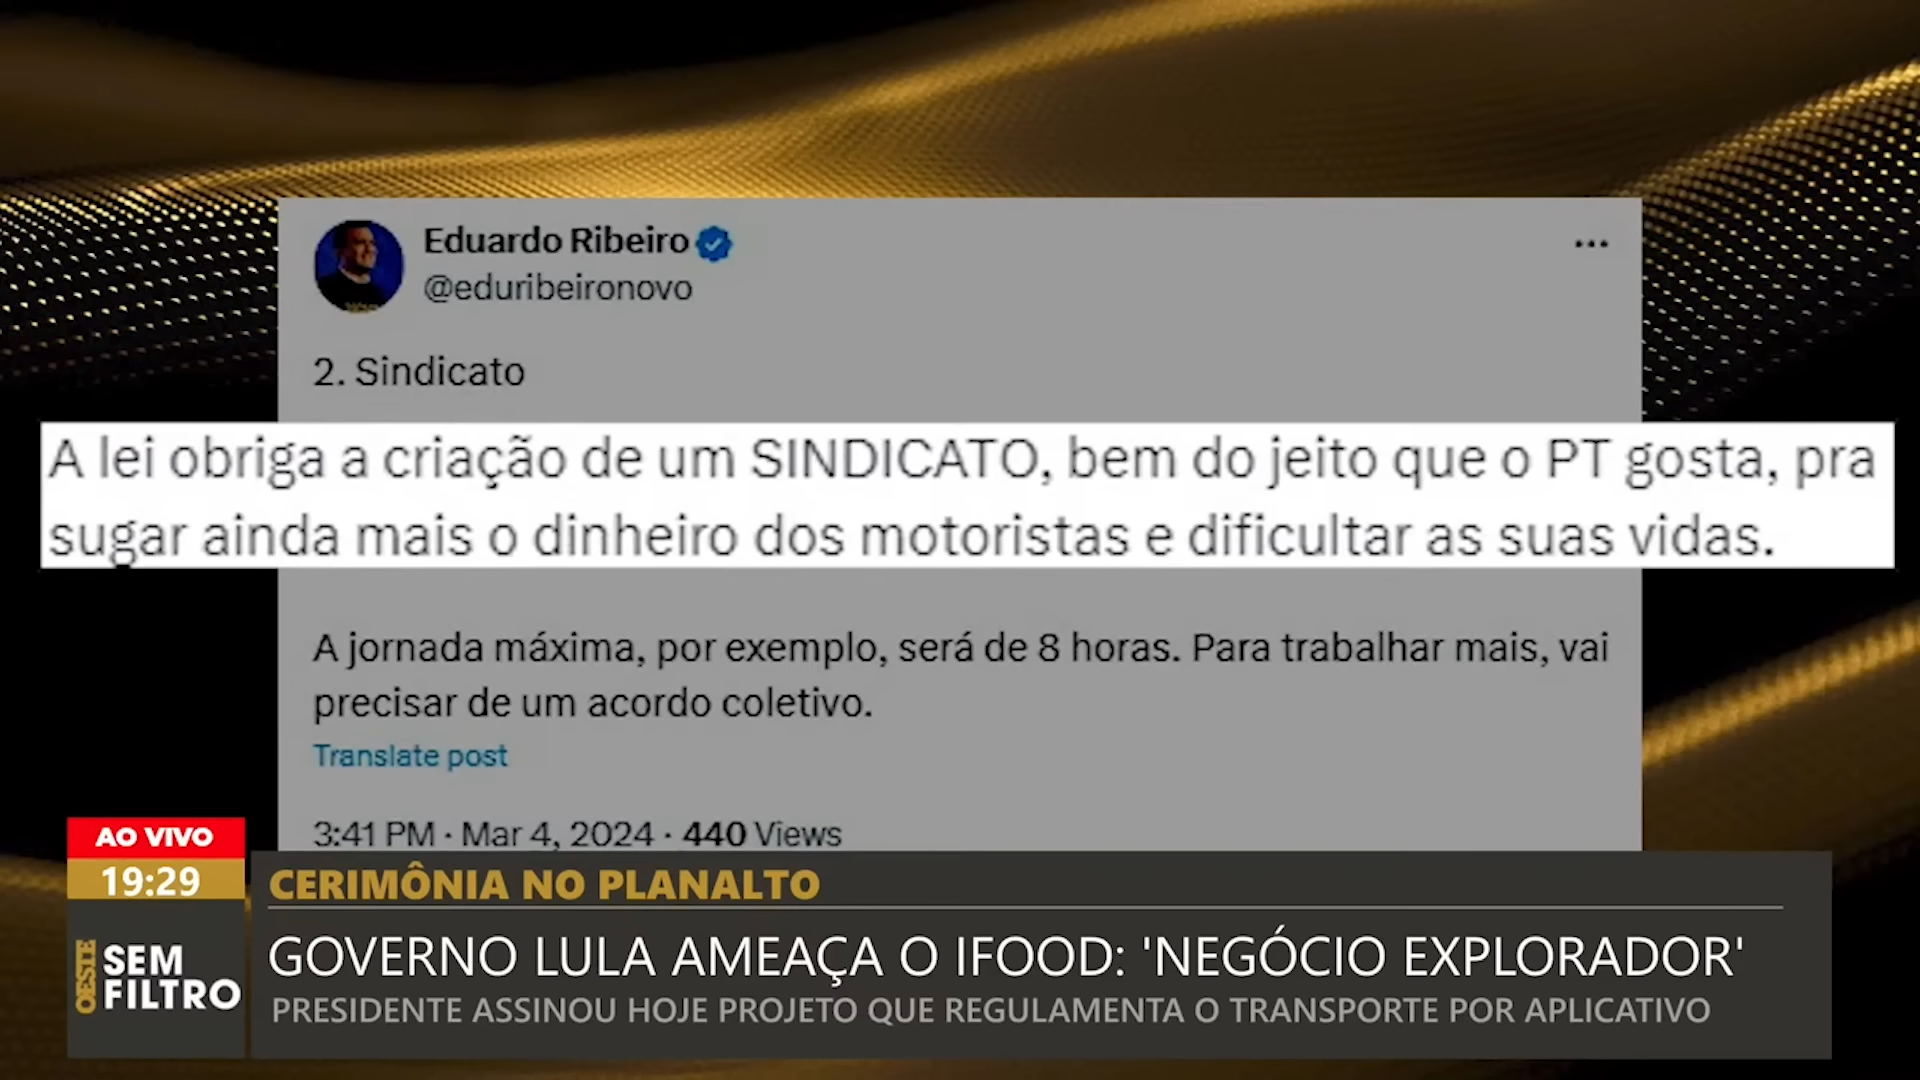 Eduardo Ribeiro
@eduribeironovo
2. Sindicato
A lei obriga a criação de um SINDICATO, bem do jeito que o PT gosta, pra
sugar ainda mais o dinheiro dos motoristas e dificultar as suas vidas.
A jornada máxima, por exemplo, será de 8 horas. Para trabalhar mais, vai
precisar de um acordo coletivo.
Translate post
3:41 PM · Mar 4, 2024 · 440 Views
AO VIVO
19:29
OESTE
SEM
FILTRO
CERIMÔNIA NO PLANALTO
GOVERNO LULA AMEAÇA O IFOOD: 'NEGÓCIO EXPLORADOR'
PRESIDENTE ASSINOU HOJE PROJETO QUE REGULAMENTA O TRANSPORTE POR APLICATIVO